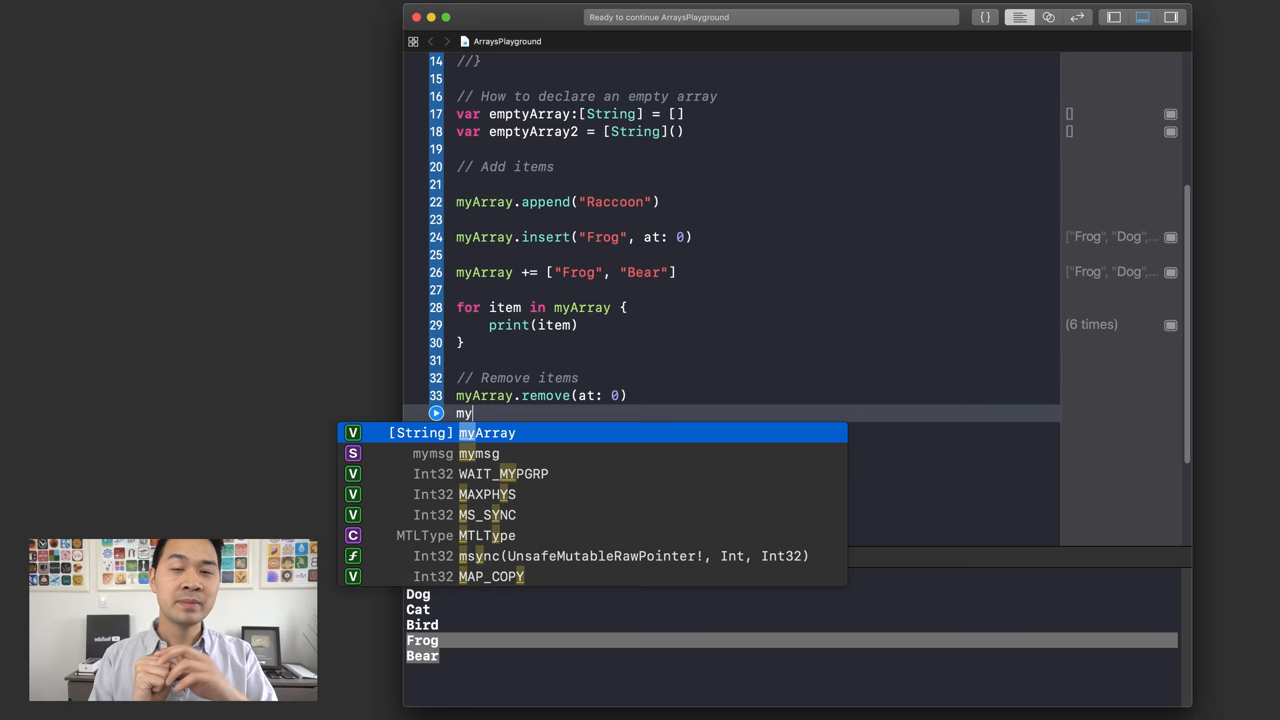 Ready to continue ArraysPlayground
{}
ArraysPlayground
14 //}
15
16 // How to declare an empty array
17 var emptyArray:[String] = [] []
18 var emptyArray2 = [String]() []
19
20 // Add items
21
22 myArray.append("Raccoon")
23
24 myArray.insert("Frog", at: 0) ["Frog", "Dog",...
25
26 myArray += ["Frog", "Bear"] ["Frog", "Dog",...
27
28 for item in myArray { 
29 print(item) (6 times)
30 }
31
32 // Remove items
33 myArray.remove(at: 0)
my
V [String] myArray
S mymsg mymsg
V Int32 WAIT_MYPGRP
V Int32 MAXPHYS
V Int32 MS_SYNC
C MTLType MTLType
f Int32 msync(UnsafeMutableRawPointer!, Int, Int32)
V Int32 MAP_COPY
Dog
Cat
Bird
Frog
Bear